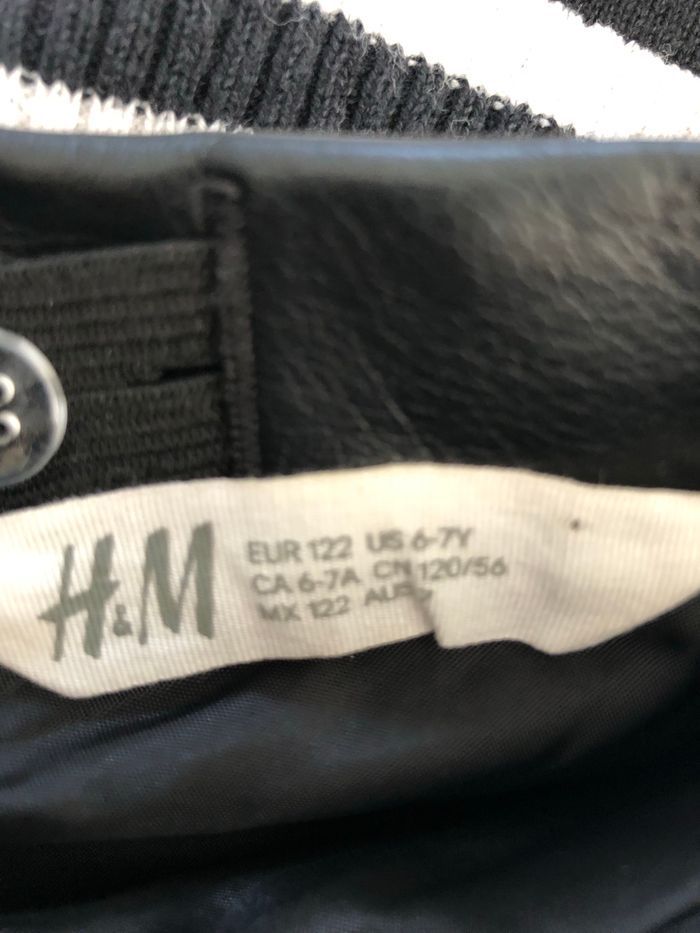 H&M
EUR 122 US 6-7Y
CA 6-7A CN 120/56
MX 122